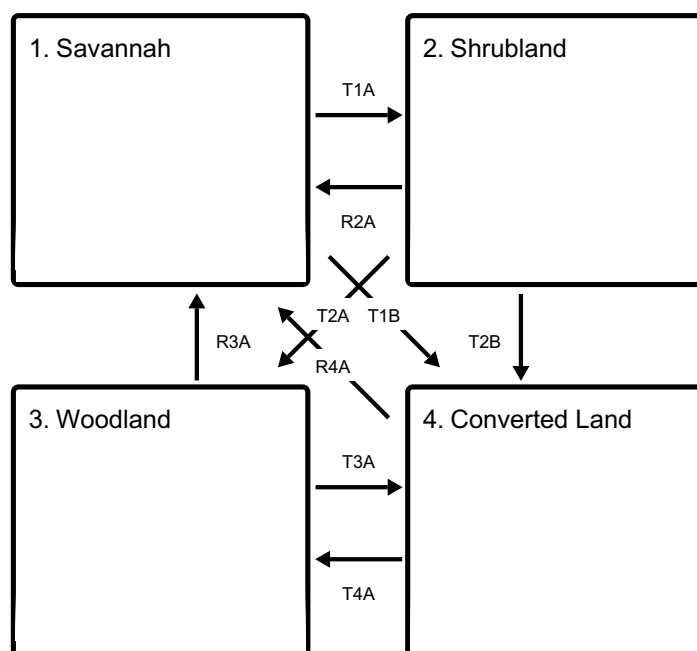 1. Savannah
2. Shrubland
T1A
R2A
T2A
T1B
R3A
R4A
T2B
3. Woodland
4. Converted Land
T3A
T4A